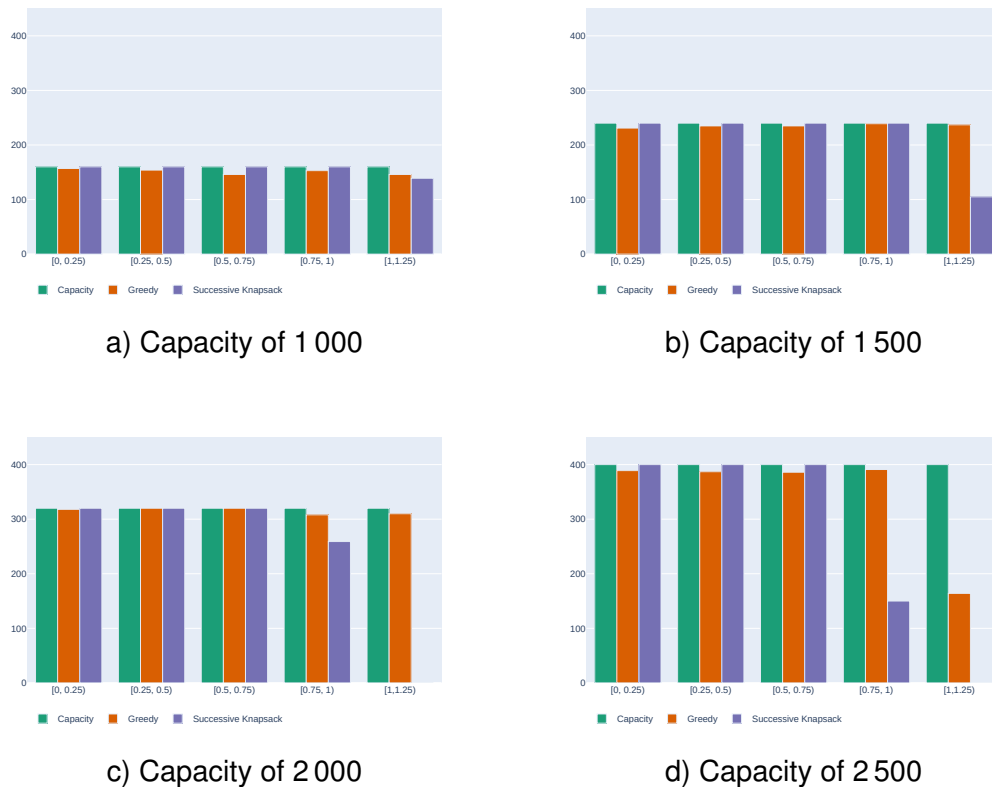 400
300
200
100
0
[0, 0.25) [0.25, 0.5) [0.5, 0.75) [0.75, 1) [1,1.25)
Capacity Greedy Successive Knapsack
a) Capacity of 1 000
400
300
200
100
0
[0, 0.25) [0.25, 0.5) [0.5, 0.75) [0.75, 1) [1,1.25)
Capacity Greedy Successive Knapsack
b) Capacity of 1 500
400
300
200
100
0
[0, 0.25) [0.25, 0.5) [0.5, 0.75) [0.75, 1) [1,1.25)
Capacity Greedy Successive Knapsack
c) Capacity of 2 000
400
300
200
100
0
[0, 0.25) [0.25, 0.5) [0.5, 0.75) [0.75, 1) [1,1.25)
Capacity Greedy Successive Knapsack
d) Capacity of 2 500